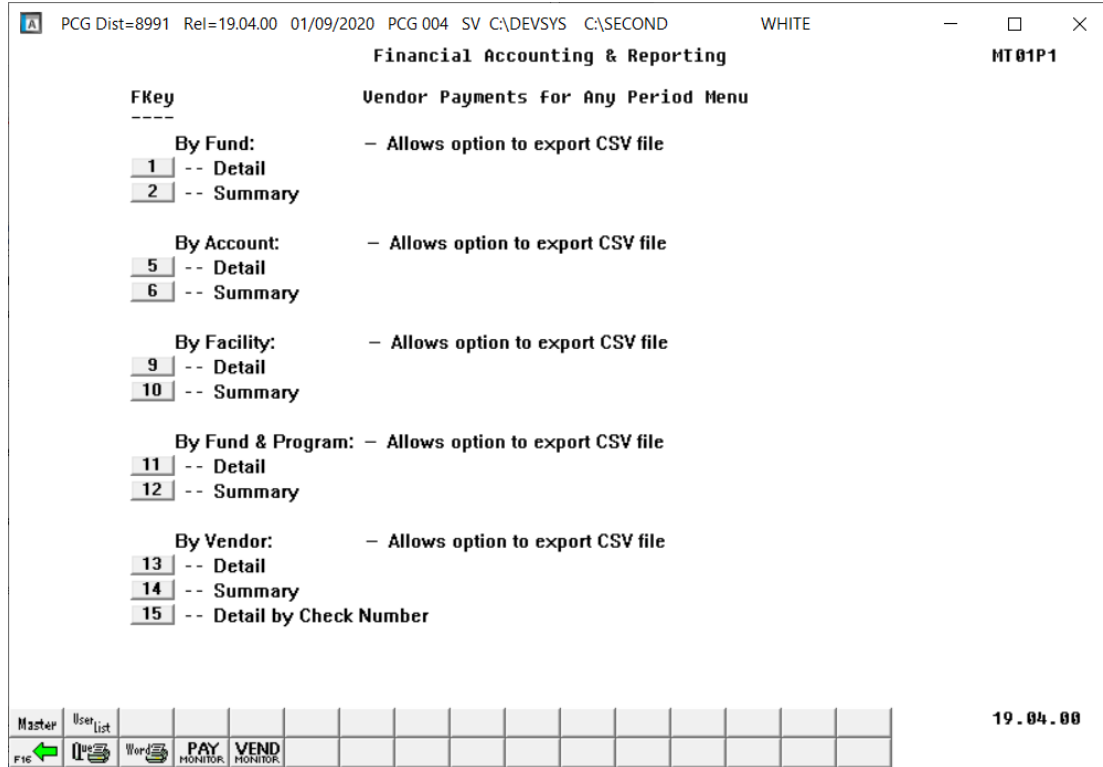 A PCG Dist=8991 Rel=19.04.00 01/09/2020 PCG 004 SV C:\DEVSYS C:\SECOND WHITE
Financial Accounting & Reporting MT01P1
FKey Vendor Payments for Any Period Menu
----
By Fund: – Allows option to export CSV file
1 -- Detail
2 -- Summary
By Account: – Allows option to export CSV file
5 -- Detail
6 -- Summary
By Facility: – Allows option to export CSV file
9 -- Detail
10 -- Summary
By Fund & Program: – Allows option to export CSV file
11 -- Detail
12 -- Summary
By Vendor: – Allows option to export CSV file
13 -- Detail
14 -- Summary
15 -- Detail by Check Number
Master User List 19.04.00
F16 Que Word PAY MONITOR VEND MONITOR